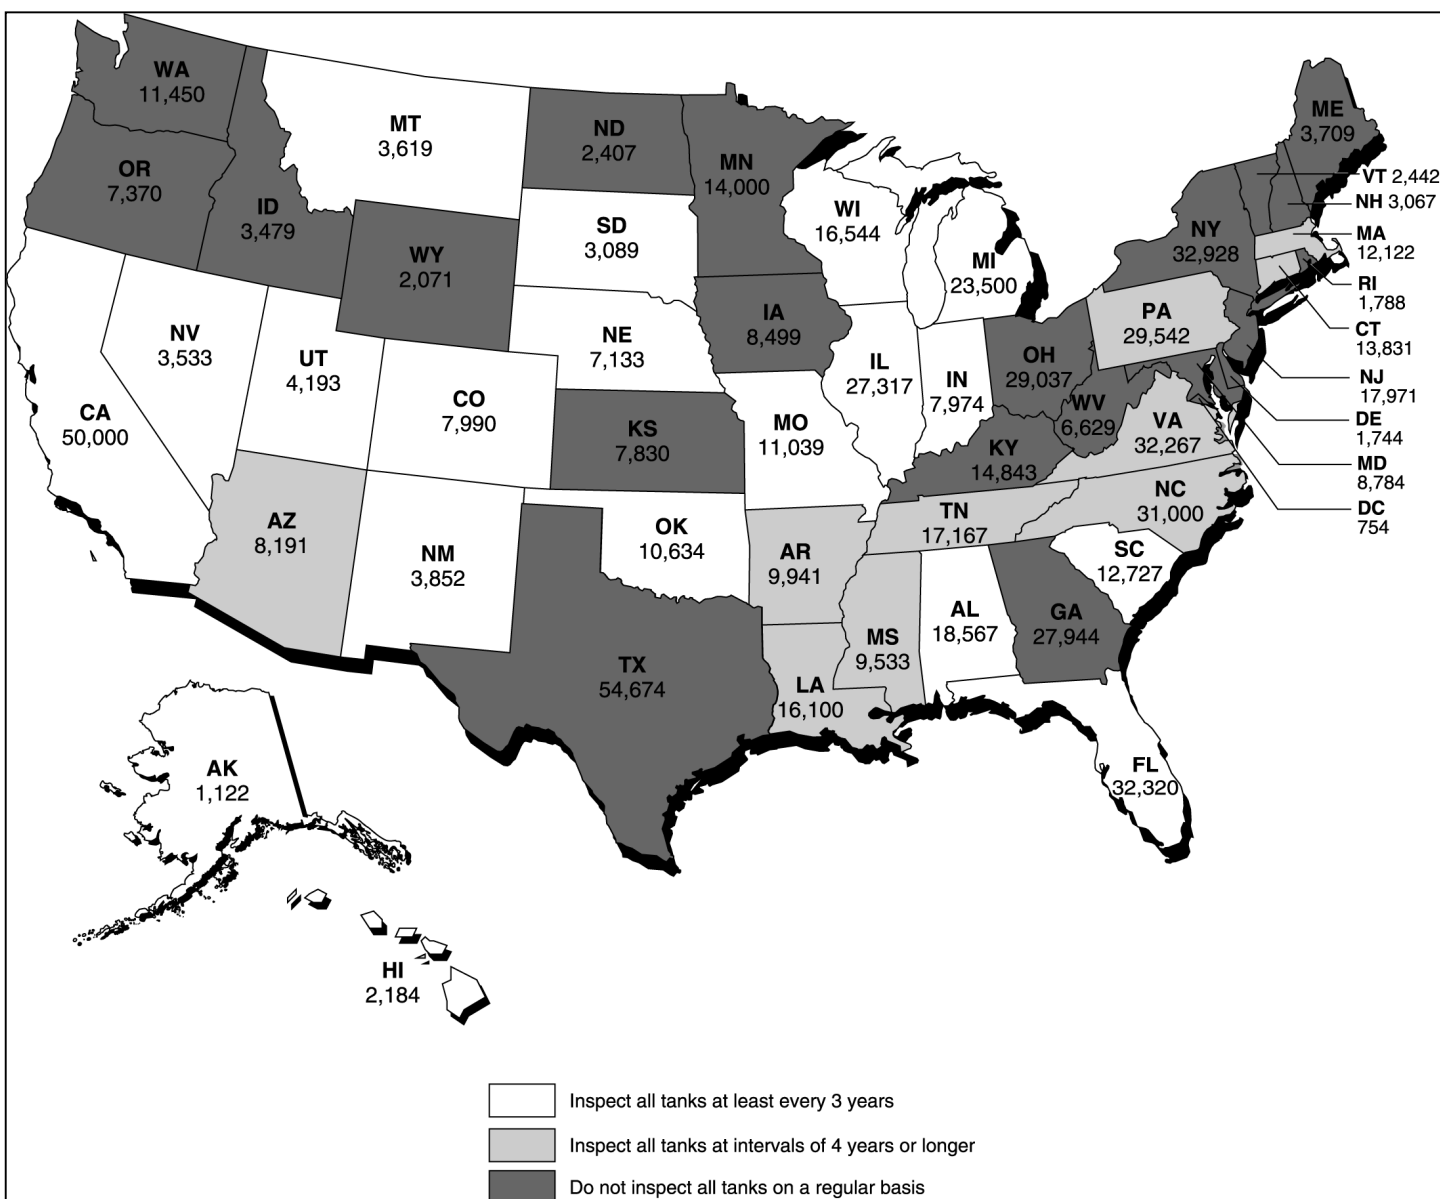 WA
11,450
MT
3,619
ND
2,407
MN
14,000
ME
3,709
OR
7,370
ID
3,479
VT 2,442
NH 3,067
WY
2,071
SD
3,089
WI
16,544
MI
23,500
NY
32,928
MA
12,122
RI
1,788
CT
13,831
NJ
17,971
DE
1,744
MD
8,784
DC
754
NV
3,533
UT
4,193
NE
7,133
IA
8,499
PA
29,542
CA
50,000
CO
7,990
KS
7,830
MO
11,039
IL
27,317
IN
7,974
OH
29,037
WV
6,629
VA
32,267
KY
14,843
AZ
8,191
NM
3,852
OK
10,634
AR
9,941
TN
17,167
NC
31,000
SC
12,727
TX
54,674
LA
16,100
MS
9,533
AL
18,567
GA
27,944
FL
32,320
AK
1,122
HI
2,184
Inspect all tanks at least every 3 years
Inspect all tanks at intervals of 4 years or longer
Do not inspect all tanks on a regular basis